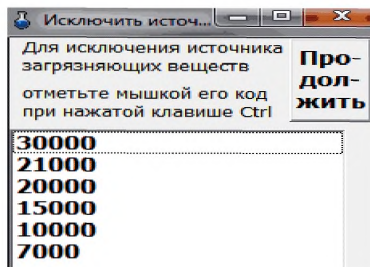 Исключить источ...
Для исключения источника
загрязняющих веществ
отметьте мышкой его код
при нажатой клавише Ctrl
Про-
дол-
жить
30000
21000
20000
15000
10000
7000